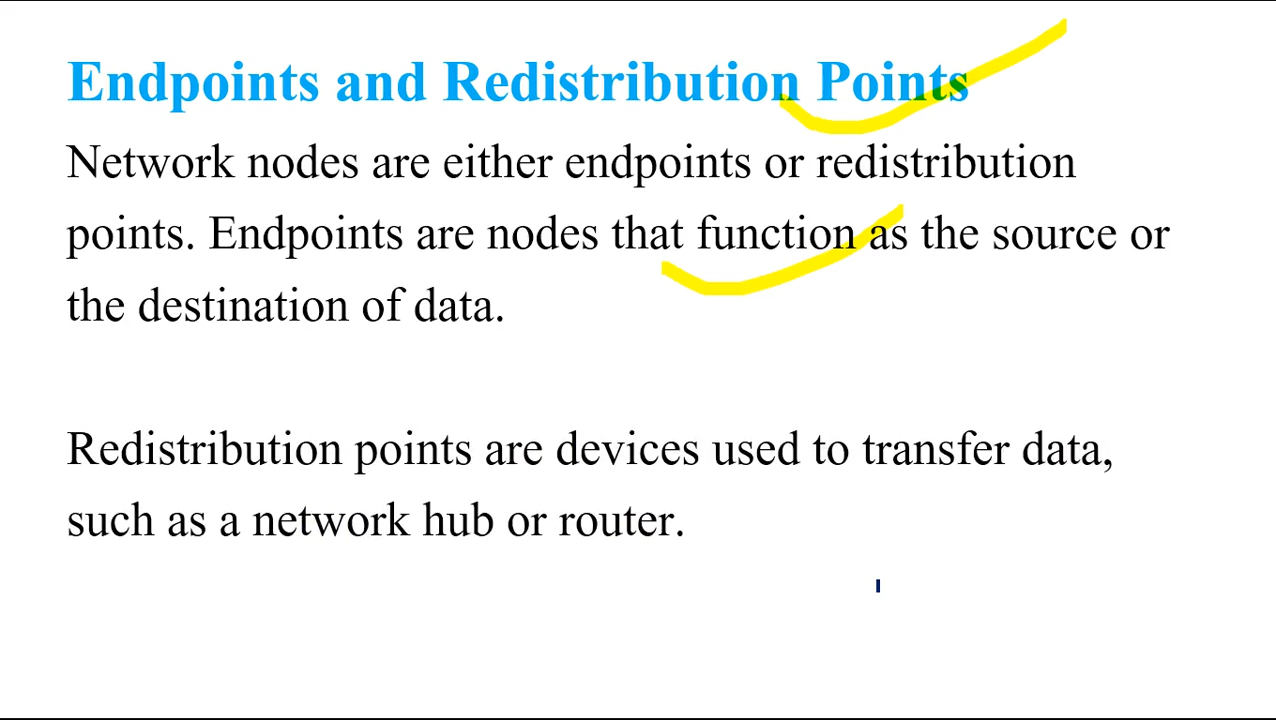 Endpoints and Redistribution Points
Network nodes are either endpoints or redistribution
points. Endpoints are nodes that function as the source or
the destination of data.
Redistribution points are devices used to transfer data,
such as a network hub or router.